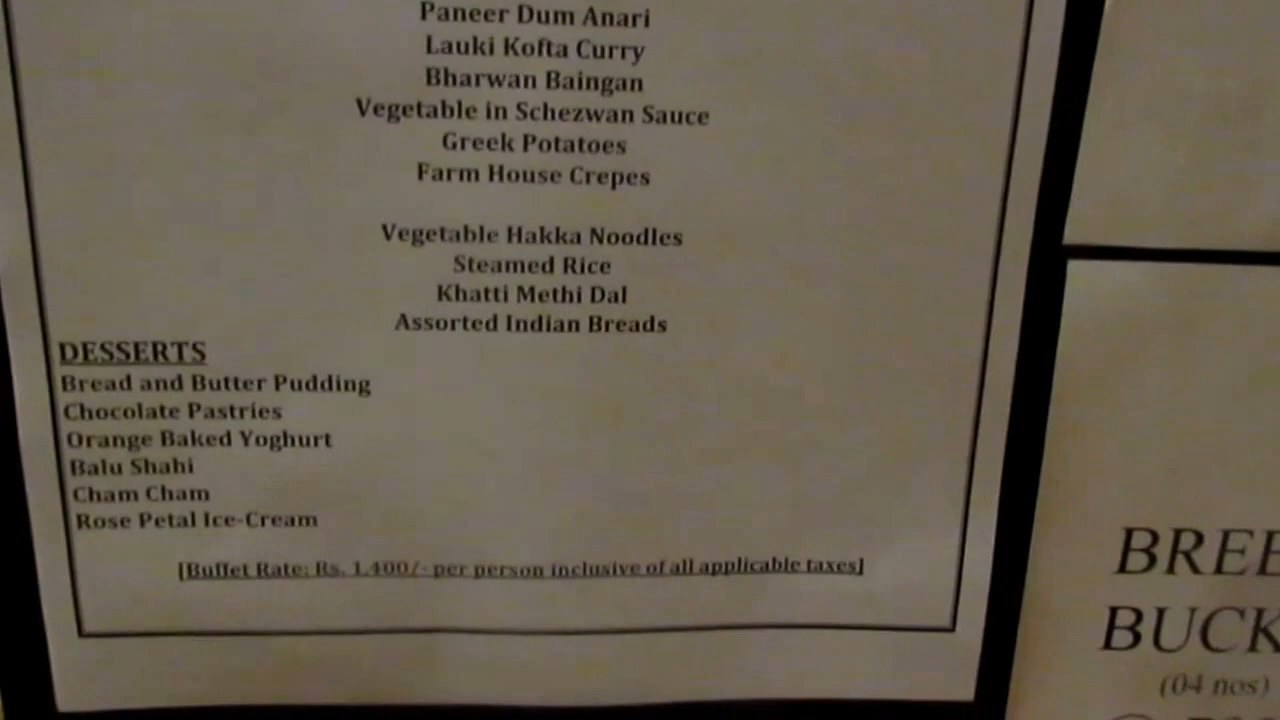 Paneer Dum Anari
Lauki Kofta Curry
Bharwan Baingan
Vegetable in Schezwan Sauce
Greek Potatoes
Farm House Crepes
Vegetable Hakka Noodles
Steamed Rice
Khatti Methi Dal
Assorted Indian Breads
DESSERTS
Bread and Butter Pudding
Chocolate Pastries
Orange Baked Yoghurt
Balu Shahi
Cham Cham
Rose Petal Ice-Cream
[Buffet Rate: Rs. 1,400/- per person inclusive of all applicable taxes]
BREE
BUCK
(04 nos)